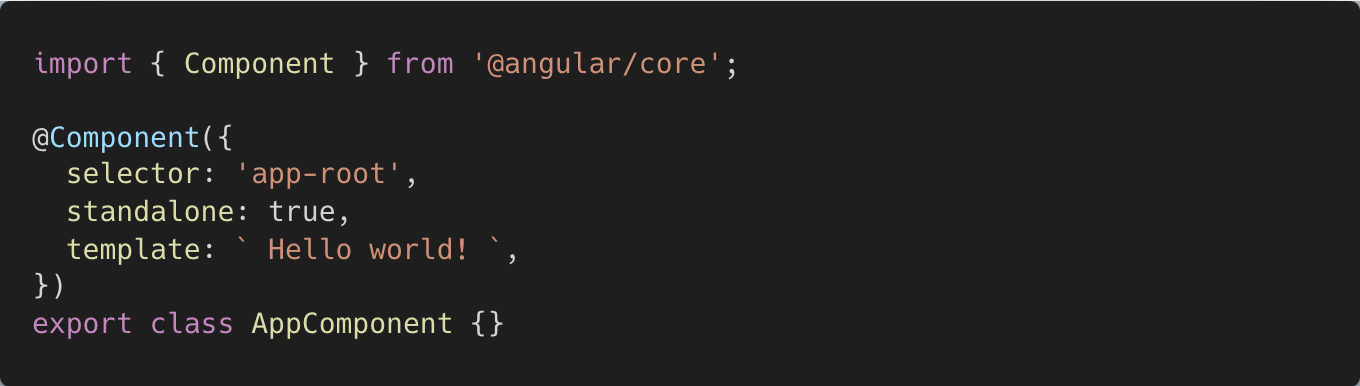 import { Component } from '@angular/core';
@Component({
  selector: 'app-root',
  standalone: true,
  template: ` Hello world! `,
})
export class AppComponent {}